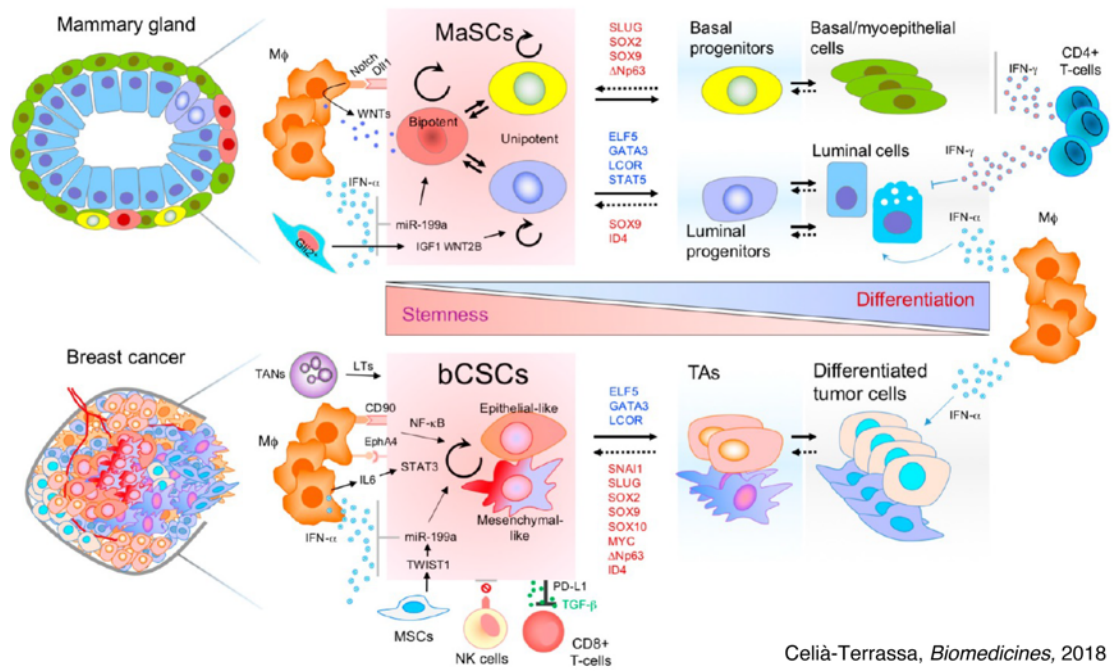 Mammary gland
Mϕ
Notch
Dll1
WNTs
IFN-α
Gli2+
MaSCs
Bipotent
Unipotent
miR-199a
IGF1 WNT2B
SLUG
SOX2
SOX9
ΔNp63
ELF5
GATA3
LCOR
STAT5
SOX9
ID4
Basal
progenitors
Basal/myoepithelial
cells
Luminal cells
Luminal
progenitors
CD4+
T-cells
IFN-γ
IFN-γ
IFN-α
Mϕ
Stemness
Differentiation
Breast cancer
TANs
LTs
Mϕ
CD90
EphA4
IL6
IFN-α
bCSCs
NF-κB
STAT3
miR-199a
TWIST1
Epithelial-like
Mesenchymal-
like
MSCs
NK cells
PD-L1
TGF-β
CD8+
T-cells
ELF5
GATA3
LCOR
SNAI1
SLUG
SOX2
SOX9
SOX10
MYC
ΔNp63
ID4
TAs
Differentiated
tumor cells
IFN-α
Celià-Terrassa, Biomedicines, 2018